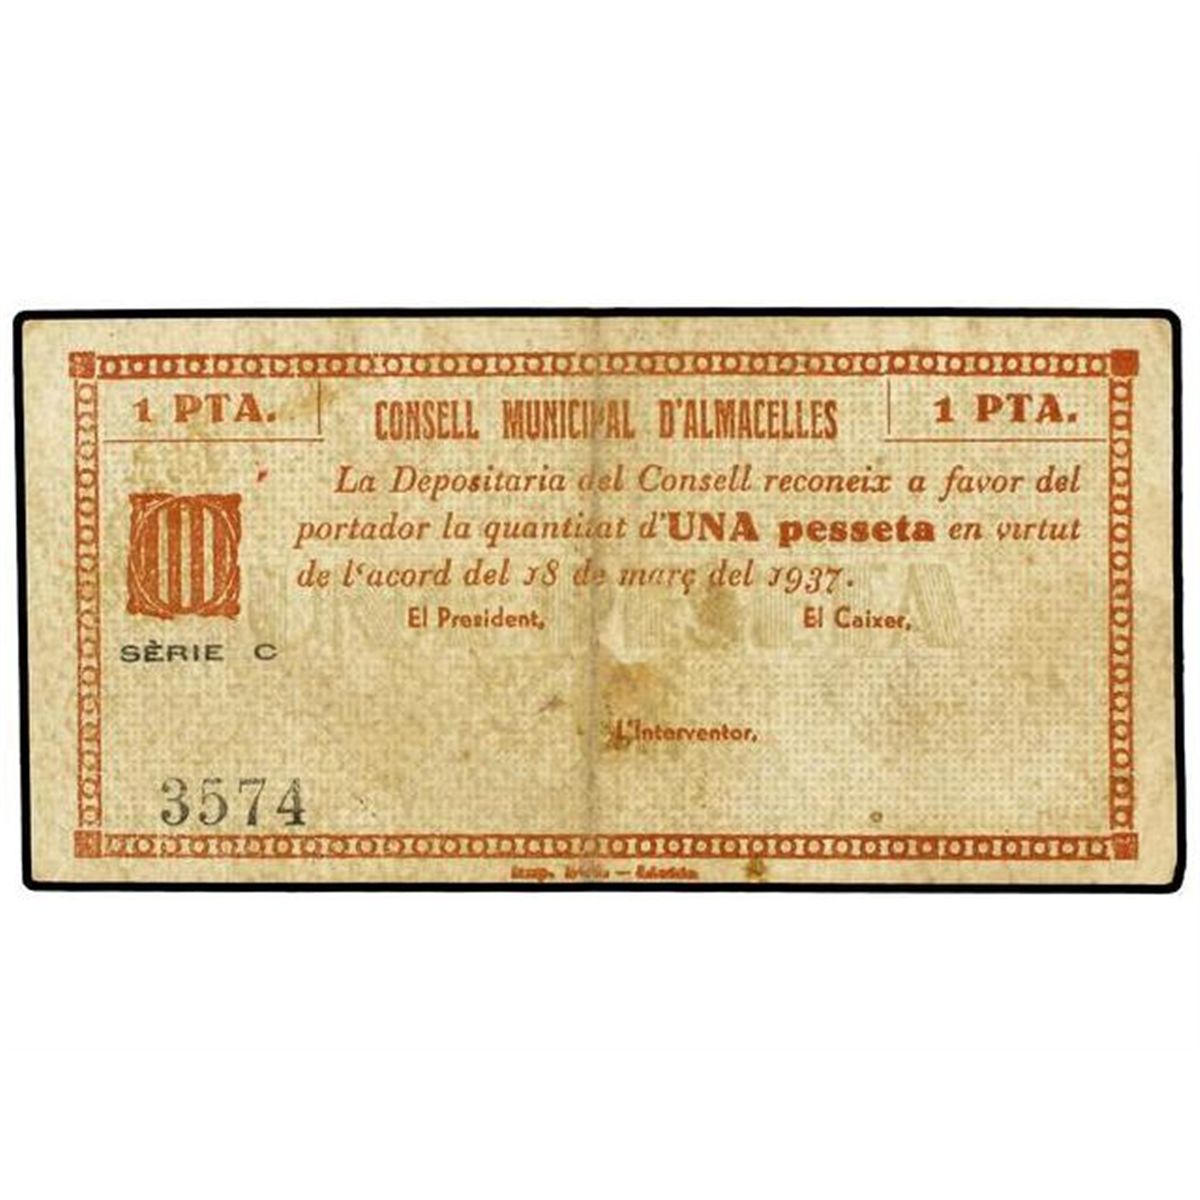 1 PTA.
CONSELL MUNICIPAL D'ALMACELLES
1 PTA.
La Depositaria del Consell reconeix a favor del
portador la quantitat d'UNA pesseta en virtut
de l'acord del 18 de març del 1937.
El President,
El Caixer,
SÈRIE C
L'Interventor,
3574
Imp.